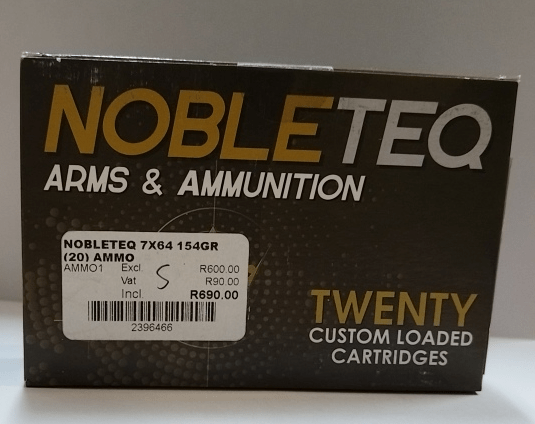 NOBLETEQ
ARMS & AMMUNITION
NOBLETEQ 7X64 154GR
(20) AMMO
AMMO1 Excl. R600.00
Vat R90.00
Incl. R690.00
S
2396466
TWENTY
CUSTOM LOADED
CARTRIDGES